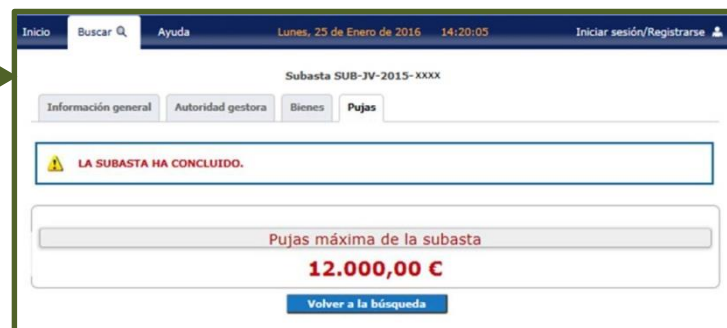 Inicio Buscar Ayuda Lunes, 25 de Enero de 2016 14:20:05 Iniciar sesión/Registrarse
Subasta SUB-JV-2015-xxxx
Información general Autoridad gestora Bienes Pujas
LA SUBASTA HA CONCLUIDO.
Pujas máxima de la subasta
12.000,00 €
Volver a la búsqueda